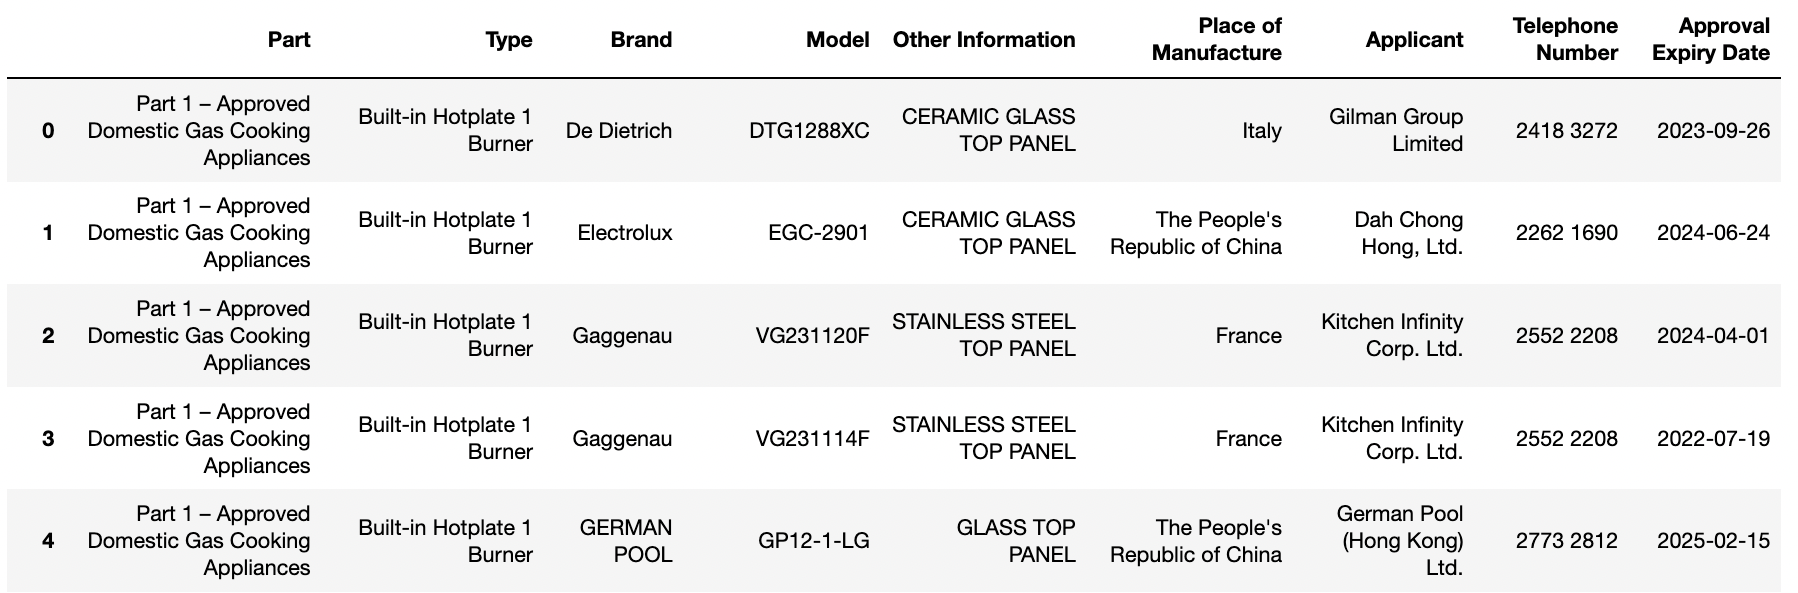 Part Type Brand Model Other Information Place of Manufacture Applicant Telephone Number Approval Expiry Date
0 Part 1 – Approved Domestic Gas Cooking Appliances Built-in Hotplate 1 Burner De Dietrich DTG1288XC CERAMIC GLASS TOP PANEL Italy Gilman Group Limited 2418 3272 2023-09-26
1 Part 1 – Approved Domestic Gas Cooking Appliances Built-in Hotplate 1 Burner Electrolux EGC-2901 CERAMIC GLASS TOP PANEL The People's Republic of China Dah Chong Hong, Ltd. 2262 1690 2024-06-24
2 Part 1 – Approved Domestic Gas Cooking Appliances Built-in Hotplate 1 Burner Gaggenau VG231120F STAINLESS STEEL TOP PANEL France Kitchen Infinity Corp. Ltd. 2552 2208 2024-04-01
3 Part 1 – Approved Domestic Gas Cooking Appliances Built-in Hotplate 1 Burner Gaggenau VG231114F STAINLESS STEEL TOP PANEL France Kitchen Infinity Corp. Ltd. 2552 2208 2022-07-19
4 Part 1 – Approved Domestic Gas Cooking Appliances Built-in Hotplate 1 Burner GERMAN POOL GP12-1-LG GLASS TOP PANEL The People's Republic of China German Pool (Hong Kong) Ltd. 2773 2812 2025-02-15